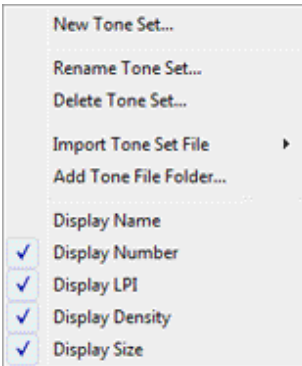 New Tone Set...
Rename Tone Set...
Delete Tone Set...
Import Tone Set File
Add Tone File Folder...
Display Name
Display Number
Display LPI
Display Density
Display Size